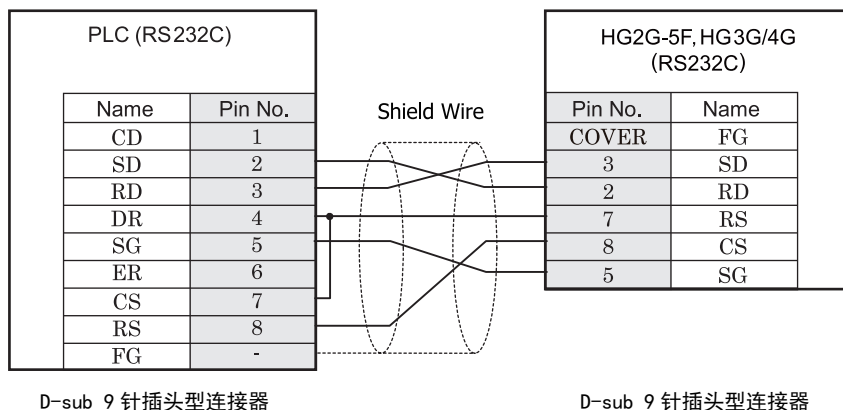 PLC (RS232C)
HG2G-5F, HG3G/4G
(RS232C)
Name Pin No. Shield Wire Pin No. Name
CD 1 COVER FG
SD 2 3 SD
RD 3 2 RD
DR 4 7 RS
SG 5 8 CS
ER 6 5 SG
CS 7
RS 8
FG -
D-sub 9 针插头型连接器 D-sub 9 针插头型连接器